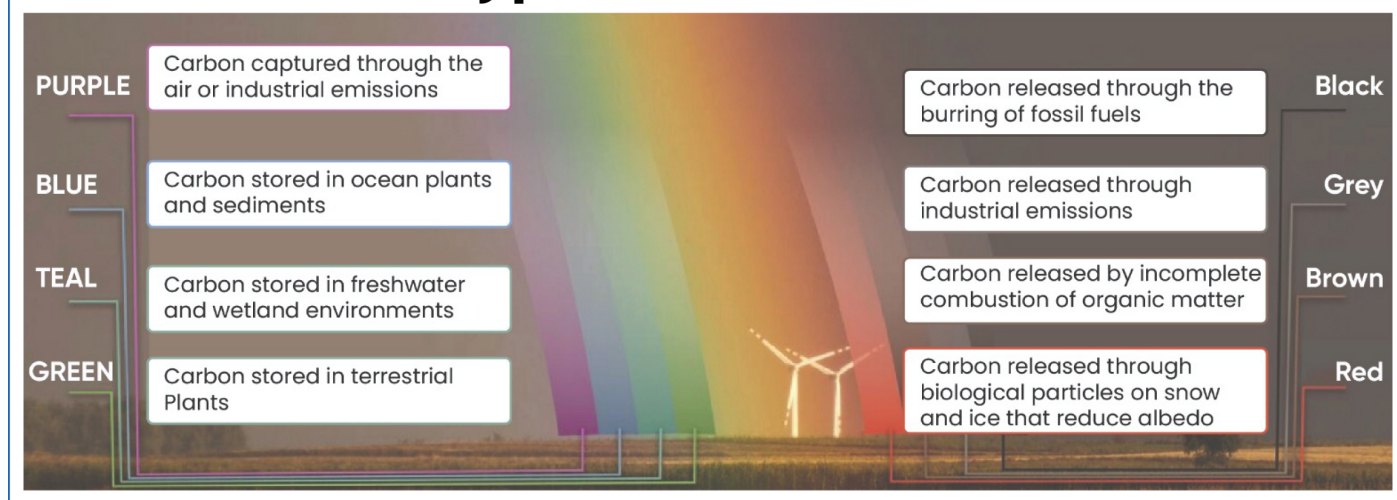 PURPLE
Carbon captured through the
air or industrial emissions
BLUE
Carbon stored in ocean plants
and sediments
TEAL
Carbon stored in freshwater
and wetland environments
GREEN
Carbon stored in terrestrial
Plants
Black
Carbon released through the
burring of fossil fuels
Grey
Carbon released through
industrial emissions
Brown
Carbon released by incomplete
combustion of organic matter
Red
Carbon released through
biological particles on snow
and ice that reduce albedo